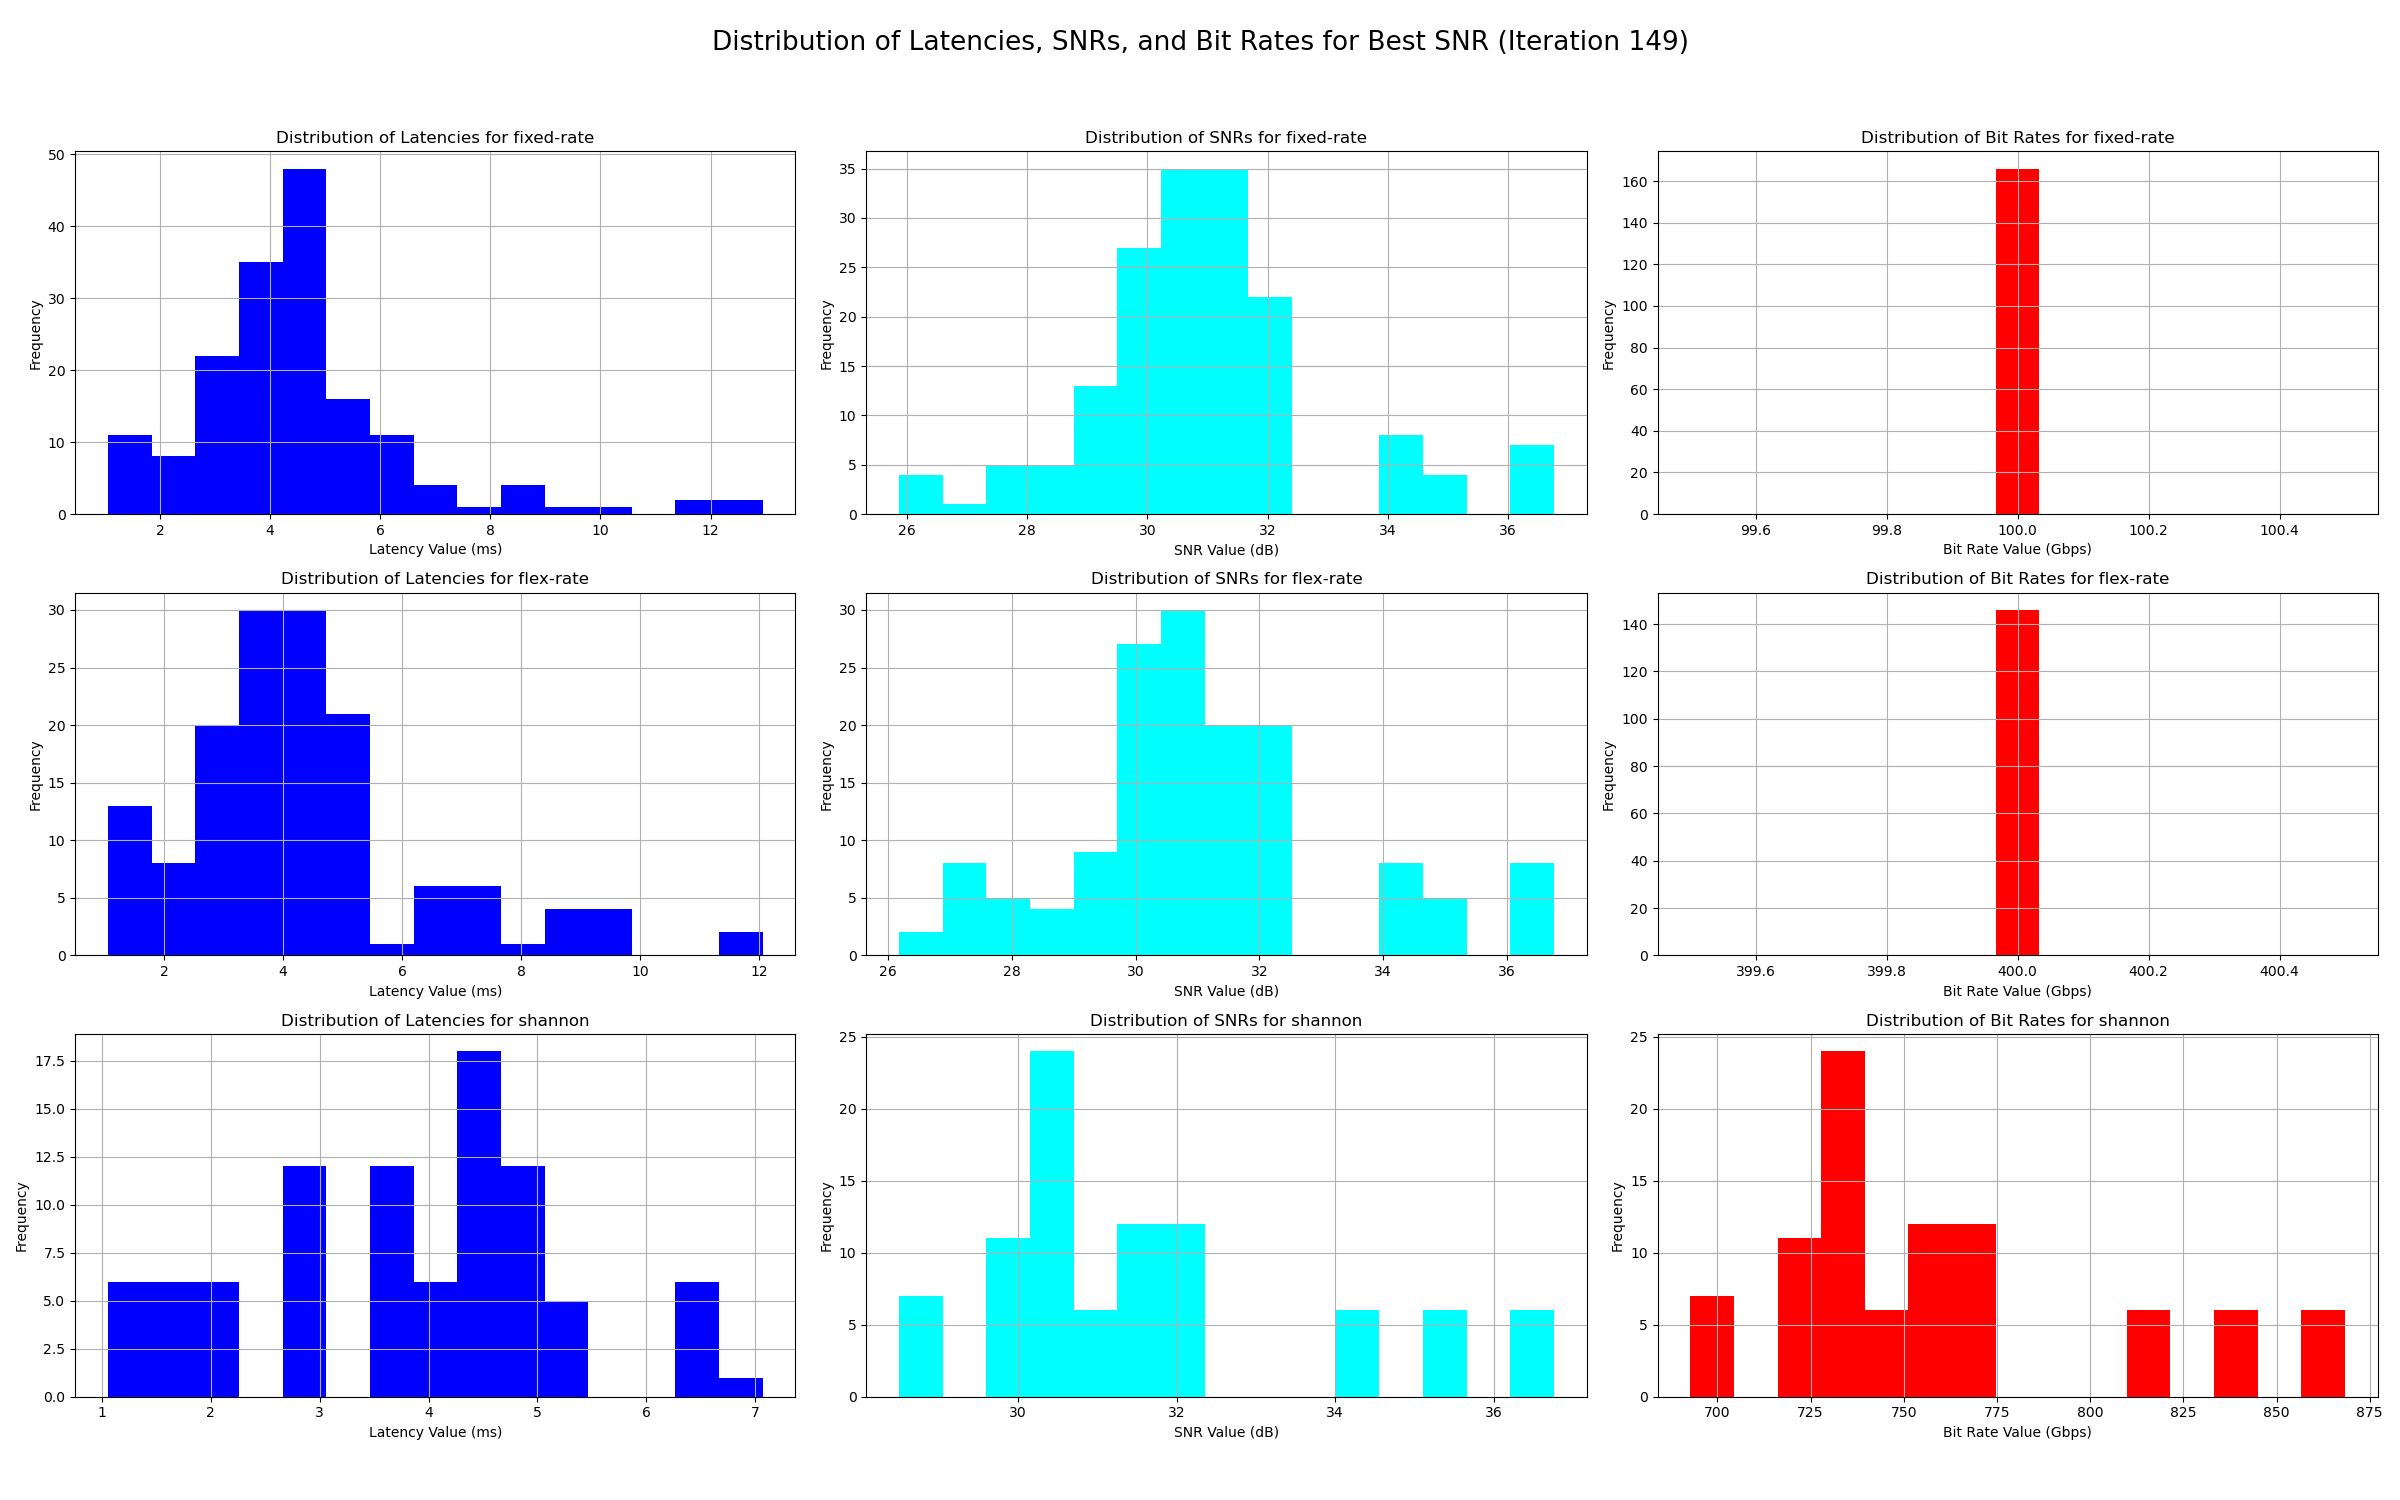 Distribution of Latencies, SNRs, and Bit Rates for Best SNR (Iteration 149)
Distribution of Latencies for fixed-rate
Frequency
50
40
30
20
10
0
2 4 6 8 10 12
Latency Value (ms)
Distribution of SNRs for fixed-rate
Frequency
35
30
25
20
15
10
5
0
26 28 30 32 34 36
SNR Value (dB)
Distribution of Bit Rates for fixed-rate
Frequency
160
140
120
100
80
60
40
20
0
99.6 99.8 100.0 100.2 100.4
Bit Rate Value (Gbps)
Distribution of Latencies for flex-rate
Frequency
30
25
20
15
10
5
0
2 4 6 8 10 12
Latency Value (ms)
Distribution of SNRs for flex-rate
Frequency
30
25
20
15
10
5
0
26 28 30 32 34 36
SNR Value (dB)
Distribution of Bit Rates for flex-rate
Frequency
140
120
100
80
60
40
20
0
399.6 399.8 400.0 400.2 400.4
Bit Rate Value (Gbps)
Distribution of Latencies for shannon
Frequency
17.5
15.0
12.5
10.0
7.5
5.0
2.5
0.0
1 2 3 4 5 6 7
Latency Value (ms)
Distribution of SNRs for shannon
Frequency
25
20
15
10
5
0
30 32 34 36
SNR Value (dB)
Distribution of Bit Rates for shannon
Frequency
25
20
15
10
5
0
700 725 750 775 800 825 850 875
Bit Rate Value (Gbps)